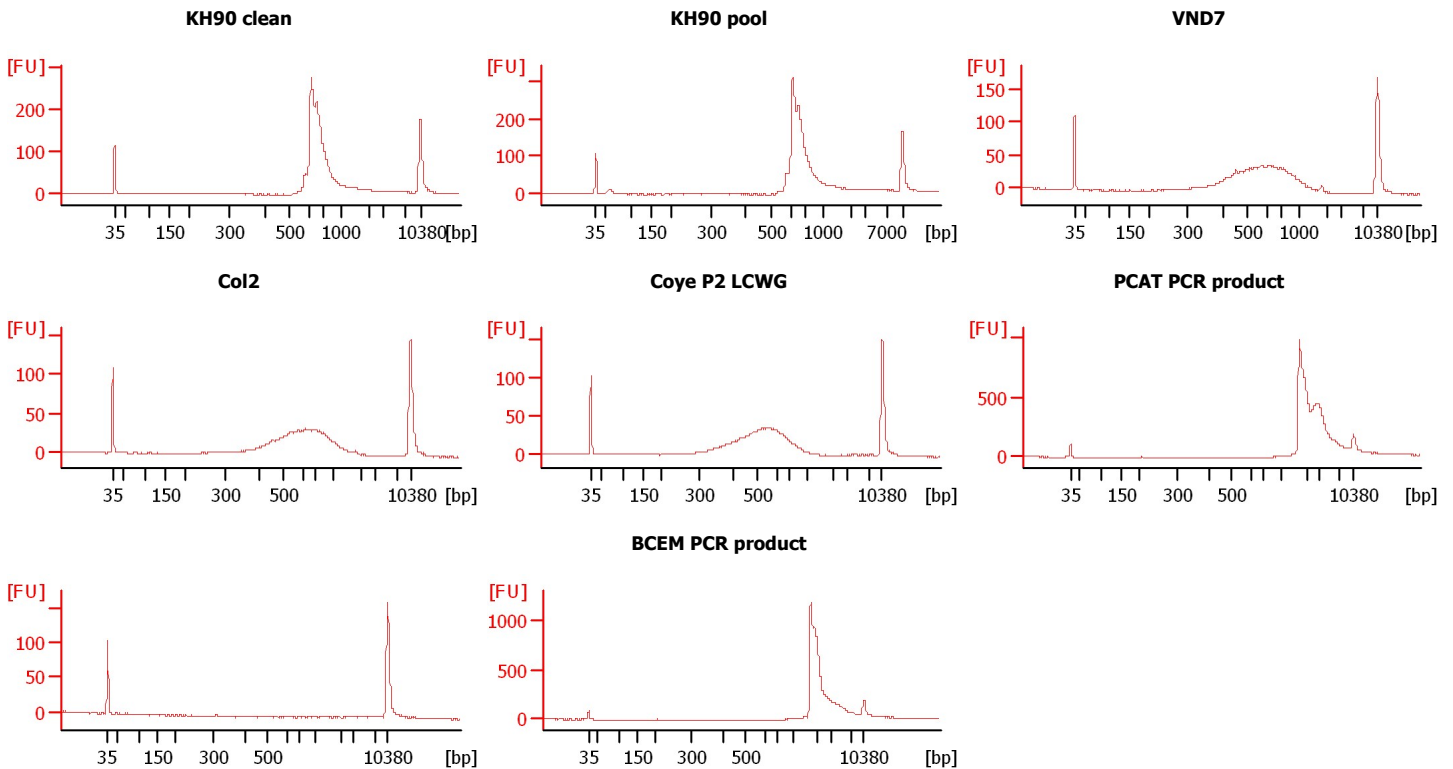 KH90 clean
[FU]
200
100
0
35 150 300 500 1000 10380 [bp]
KH90 pool
[FU]
200
100
0
35 150 300 500 1000 7000 [bp]
VND7
[FU]
150
100
50
0
35 150 300 500 1000 10380 [bp]
Col2
[FU]
100
50
0
35 150 300 500 10380 [bp]
Coye P2 LCWG
[FU]
100
50
0
35 150 300 500 10380 [bp]
PCAT PCR product
[FU]
500
0
35 150 300 500 10380 [bp]
[FU]
100
50
0
35 150 300 500 10380 [bp]
BCEM PCR product
[FU]
1000
500
0
35 150 300 500 10380 [bp]